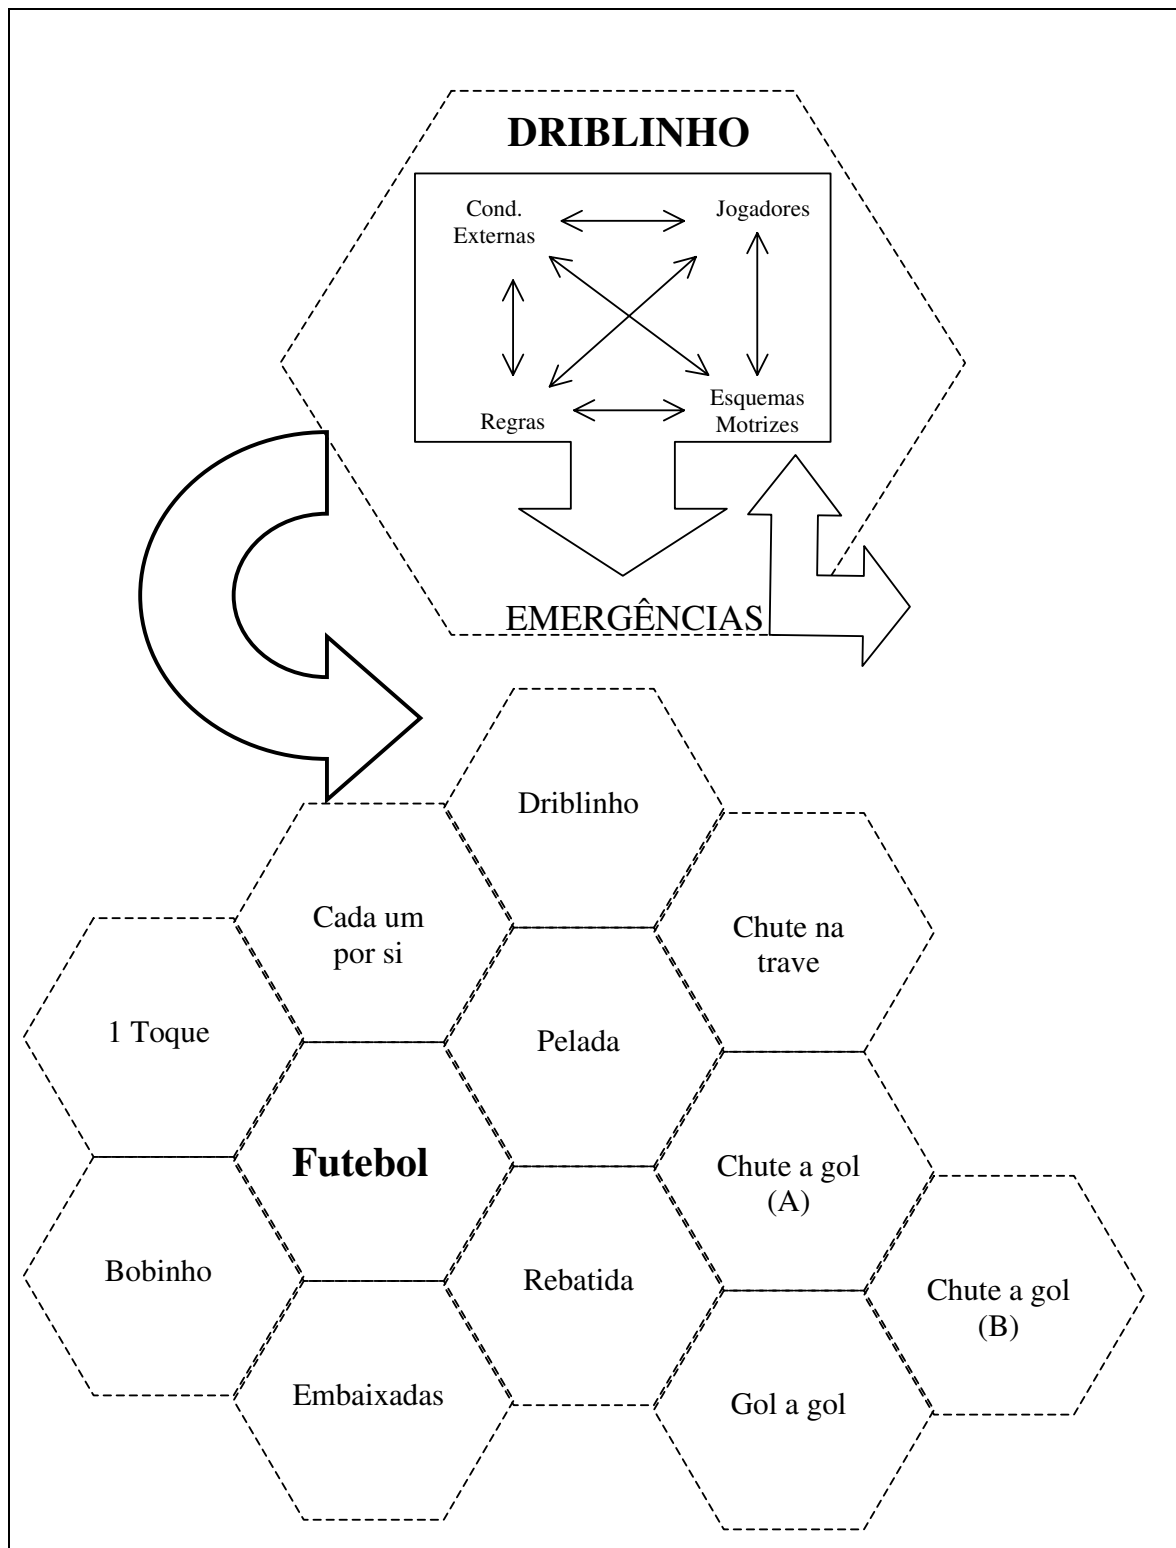 DRIBLINHO
Cond.
Externas
Jogadores
Regras
Esquemas
Motrizes
EMERGÊNCIAS
Driblinho
Cada um
por si
Chute na
trave
1 Toque
Pelada
Futebol
Chute a gol
(A)
Bobinho
Rebatida
Chute a gol
(B)
Embaixadas
Gol a gol